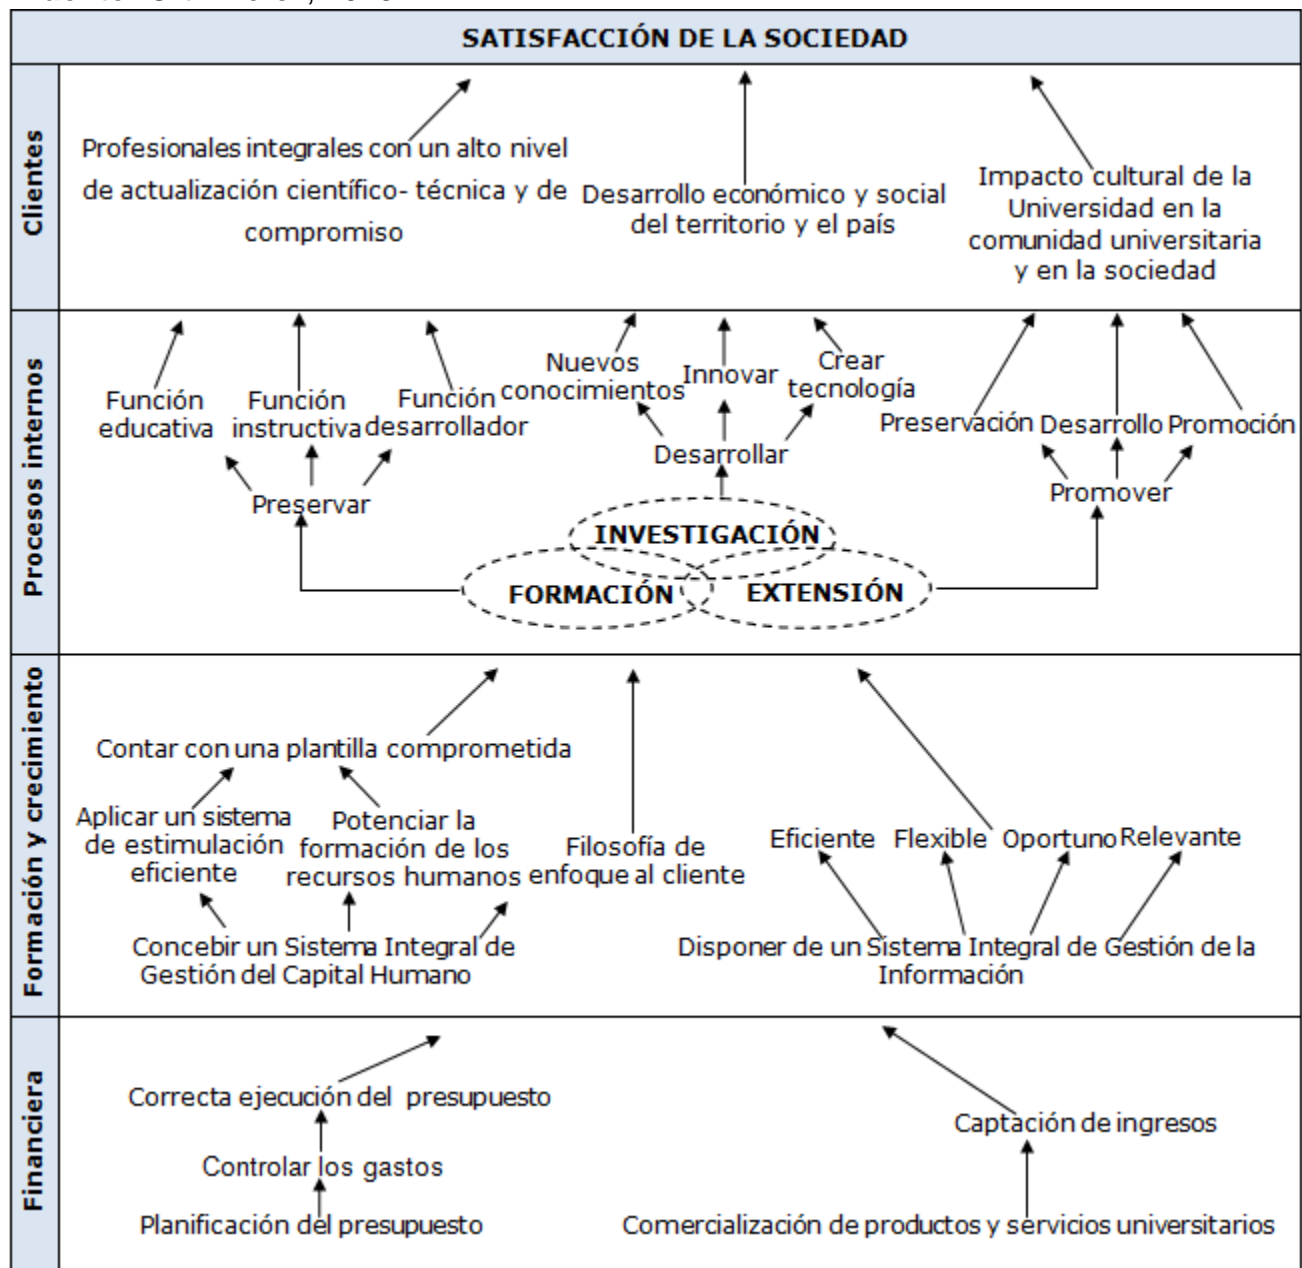 SATISFACCIÓN DE LA SOCIEDAD
Clientes
Profesionales integrales con un alto nivel
de actualización científico- técnica y de
compromiso
Desarrollo económico y social
del territorio y el país
Impacto cultural de la
Universidad en la
comunidad universitaria
y en la sociedad
Procesos internos
Función
educativa
Función
instructiva
Función
desarrollador
Nuevos
conocimientos
Innovar
Crear
tecnología
Preservación
Desarrollo
Promoción
Preservar
Desarrollar
Promover
INVESTIGACIÓN
FORMACIÓN
EXTENSIÓN
Formación y crecimiento
Contar con una plantilla comprometida
Aplicar un sistema
de estimulación
eficiente
Potenciar la
formación de los
recursos humanos
Filosofía de
enfoque al cliente
Eficiente
Flexible
Oportuno
Relevante
Concebir un Sistema Integral de
Gestión del Capital Humano
Disponer de un Sistema Integral de Gestión de la
Información
Financiera
Correcta ejecución del presupuesto
Controlar los gastos
Planificación del presupuesto
Captación de ingresos
Comercialización de productos y servicios universitarios